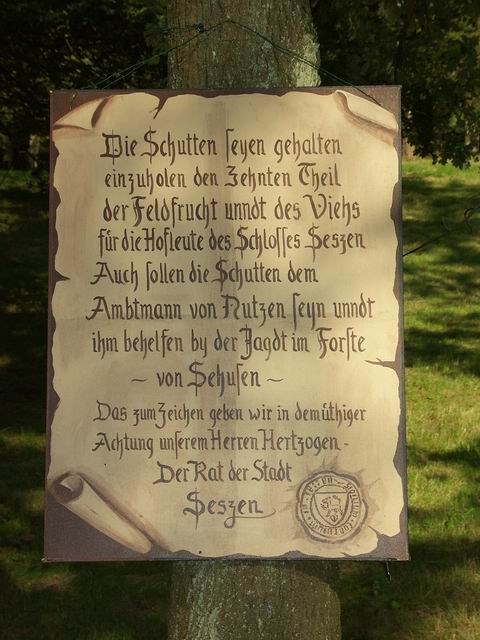 Die Schutten seyen gehalten
einzuholen den Zehnten Theil
der Feldfrucht unndt des Viehs
für die Hofleute des Schlosses Seszen
Auch sollen die Schutten dem
Ambtmann von Nutzen seyn unndt
ihm behelfen by der Jagdt im Forste
~ von Sehusen ~
Das zum Zeichen geben wir in demüthiger
Achtung unserem Herren Hertzogen -
Der Rat der Stadt
Seszen